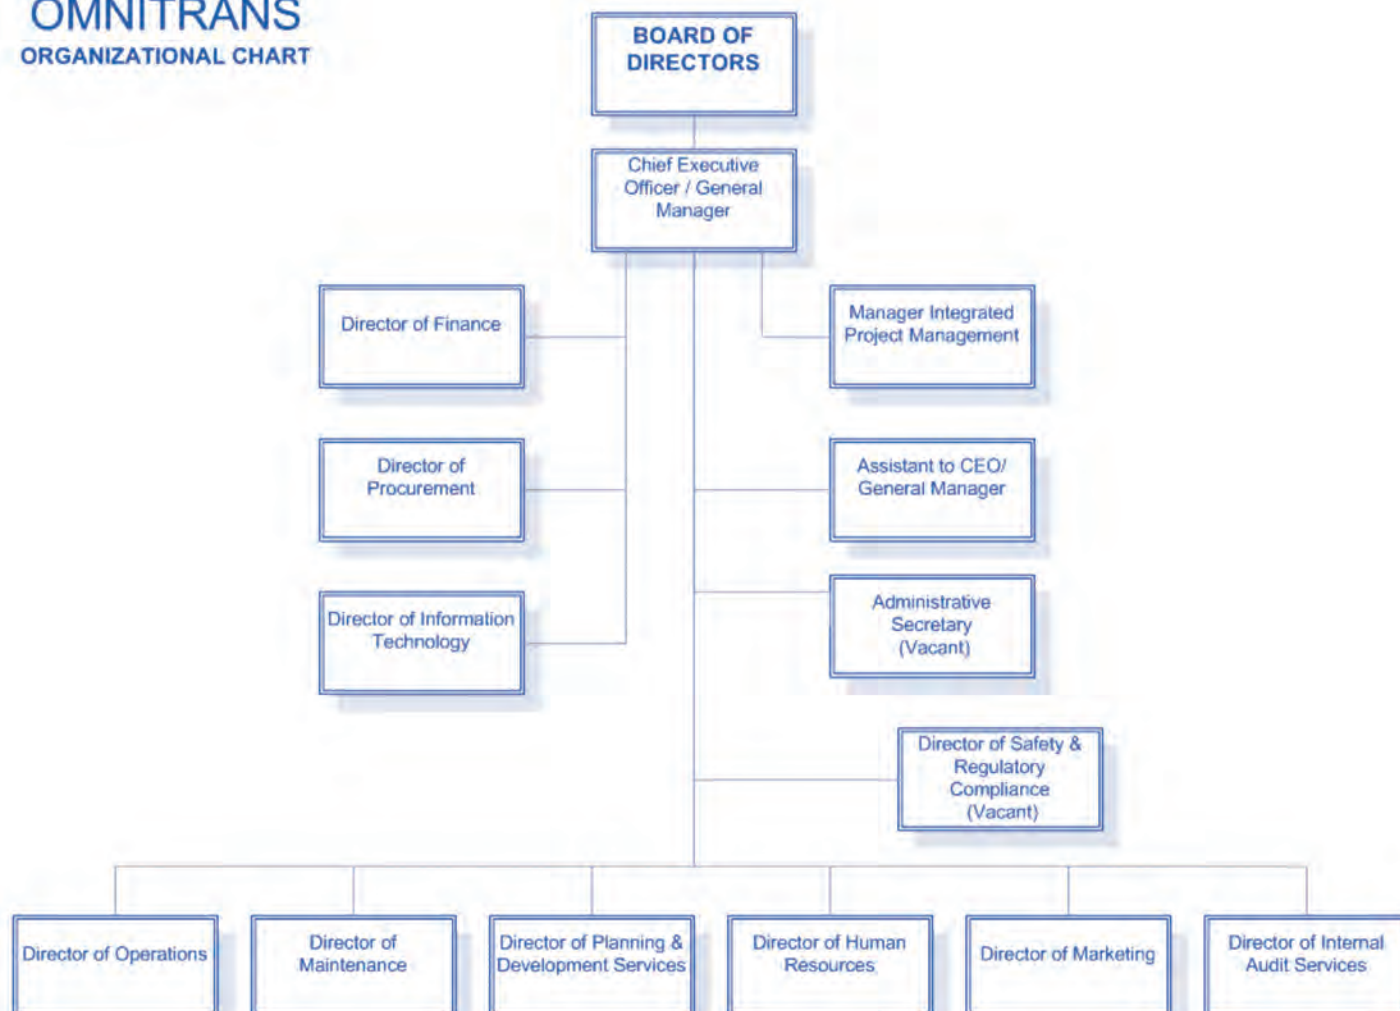 OMNITRANS
ORGANIZATIONAL CHART
BOARD OF
DIRECTORS
Chief Executive
Officer / General
Manager
Director of Finance
Manager Integrated
Project Management
Director of
Procurement
Assistant to CEO/
General Manager
Director of Information
Technology
Administrative
Secretary
(Vacant)
Director of Safety &
Regulatory
Compliance
(Vacant)
Director of Operations
Director of
Maintenance
Director of Planning &
Development Services
Director of Human
Resources
Director of Marketing
Director of Internal
Audit Services